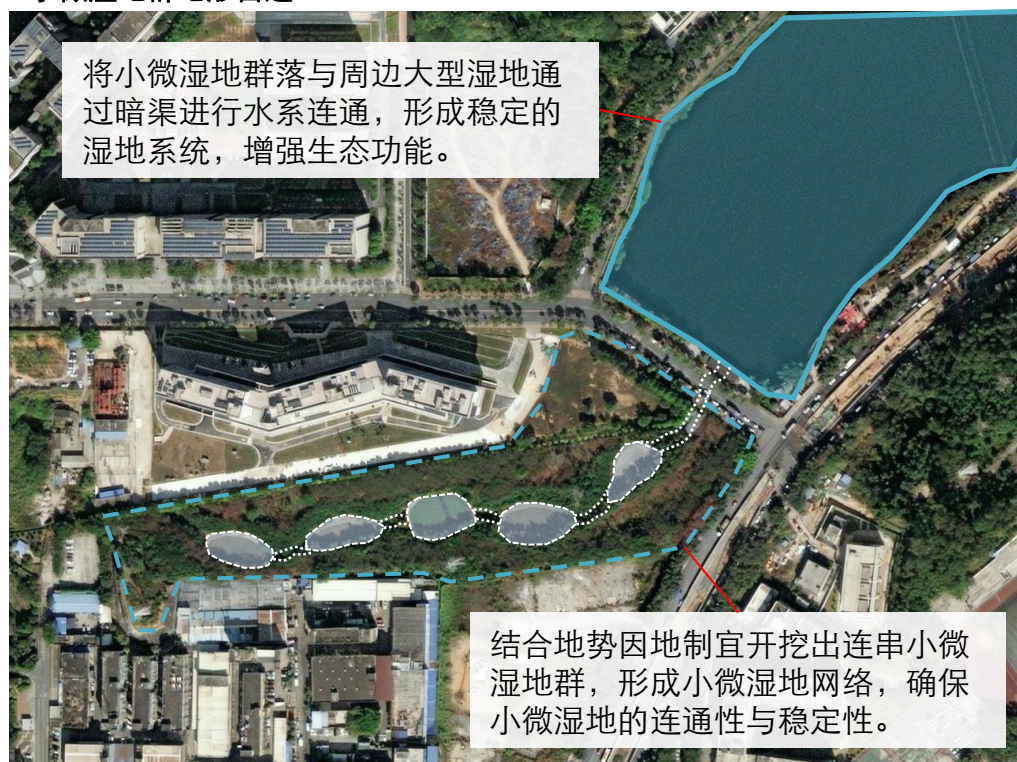 将小微湿地群落与周边大型湿地通
过暗渠进行水系连通，形成稳定的
湿地系统，增强生态功能。
结合地势因地制宜开挖出连串小微
湿地群，形成小微湿地网络，确保
小微湿地的连通性与稳定性。